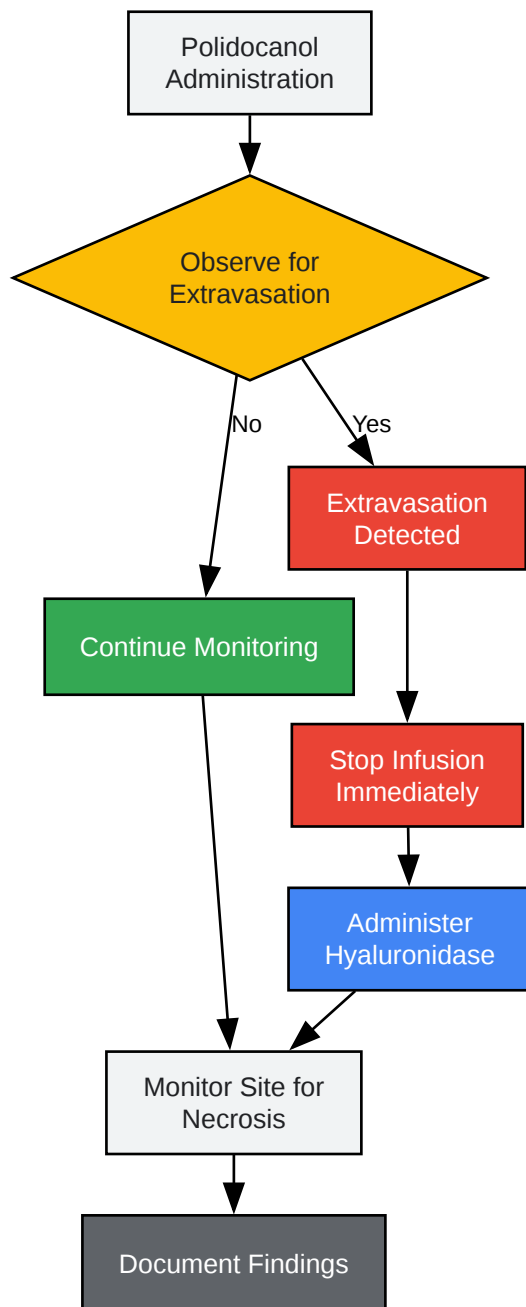 Polidocanol
Administration
Observe for
Extravasation
No
Yes
Extravasation
Detected
Continue Monitoring
Stop Infusion
Immediately
Administer
Hyaluronidase
Monitor Site for
Necrosis
Document Findings